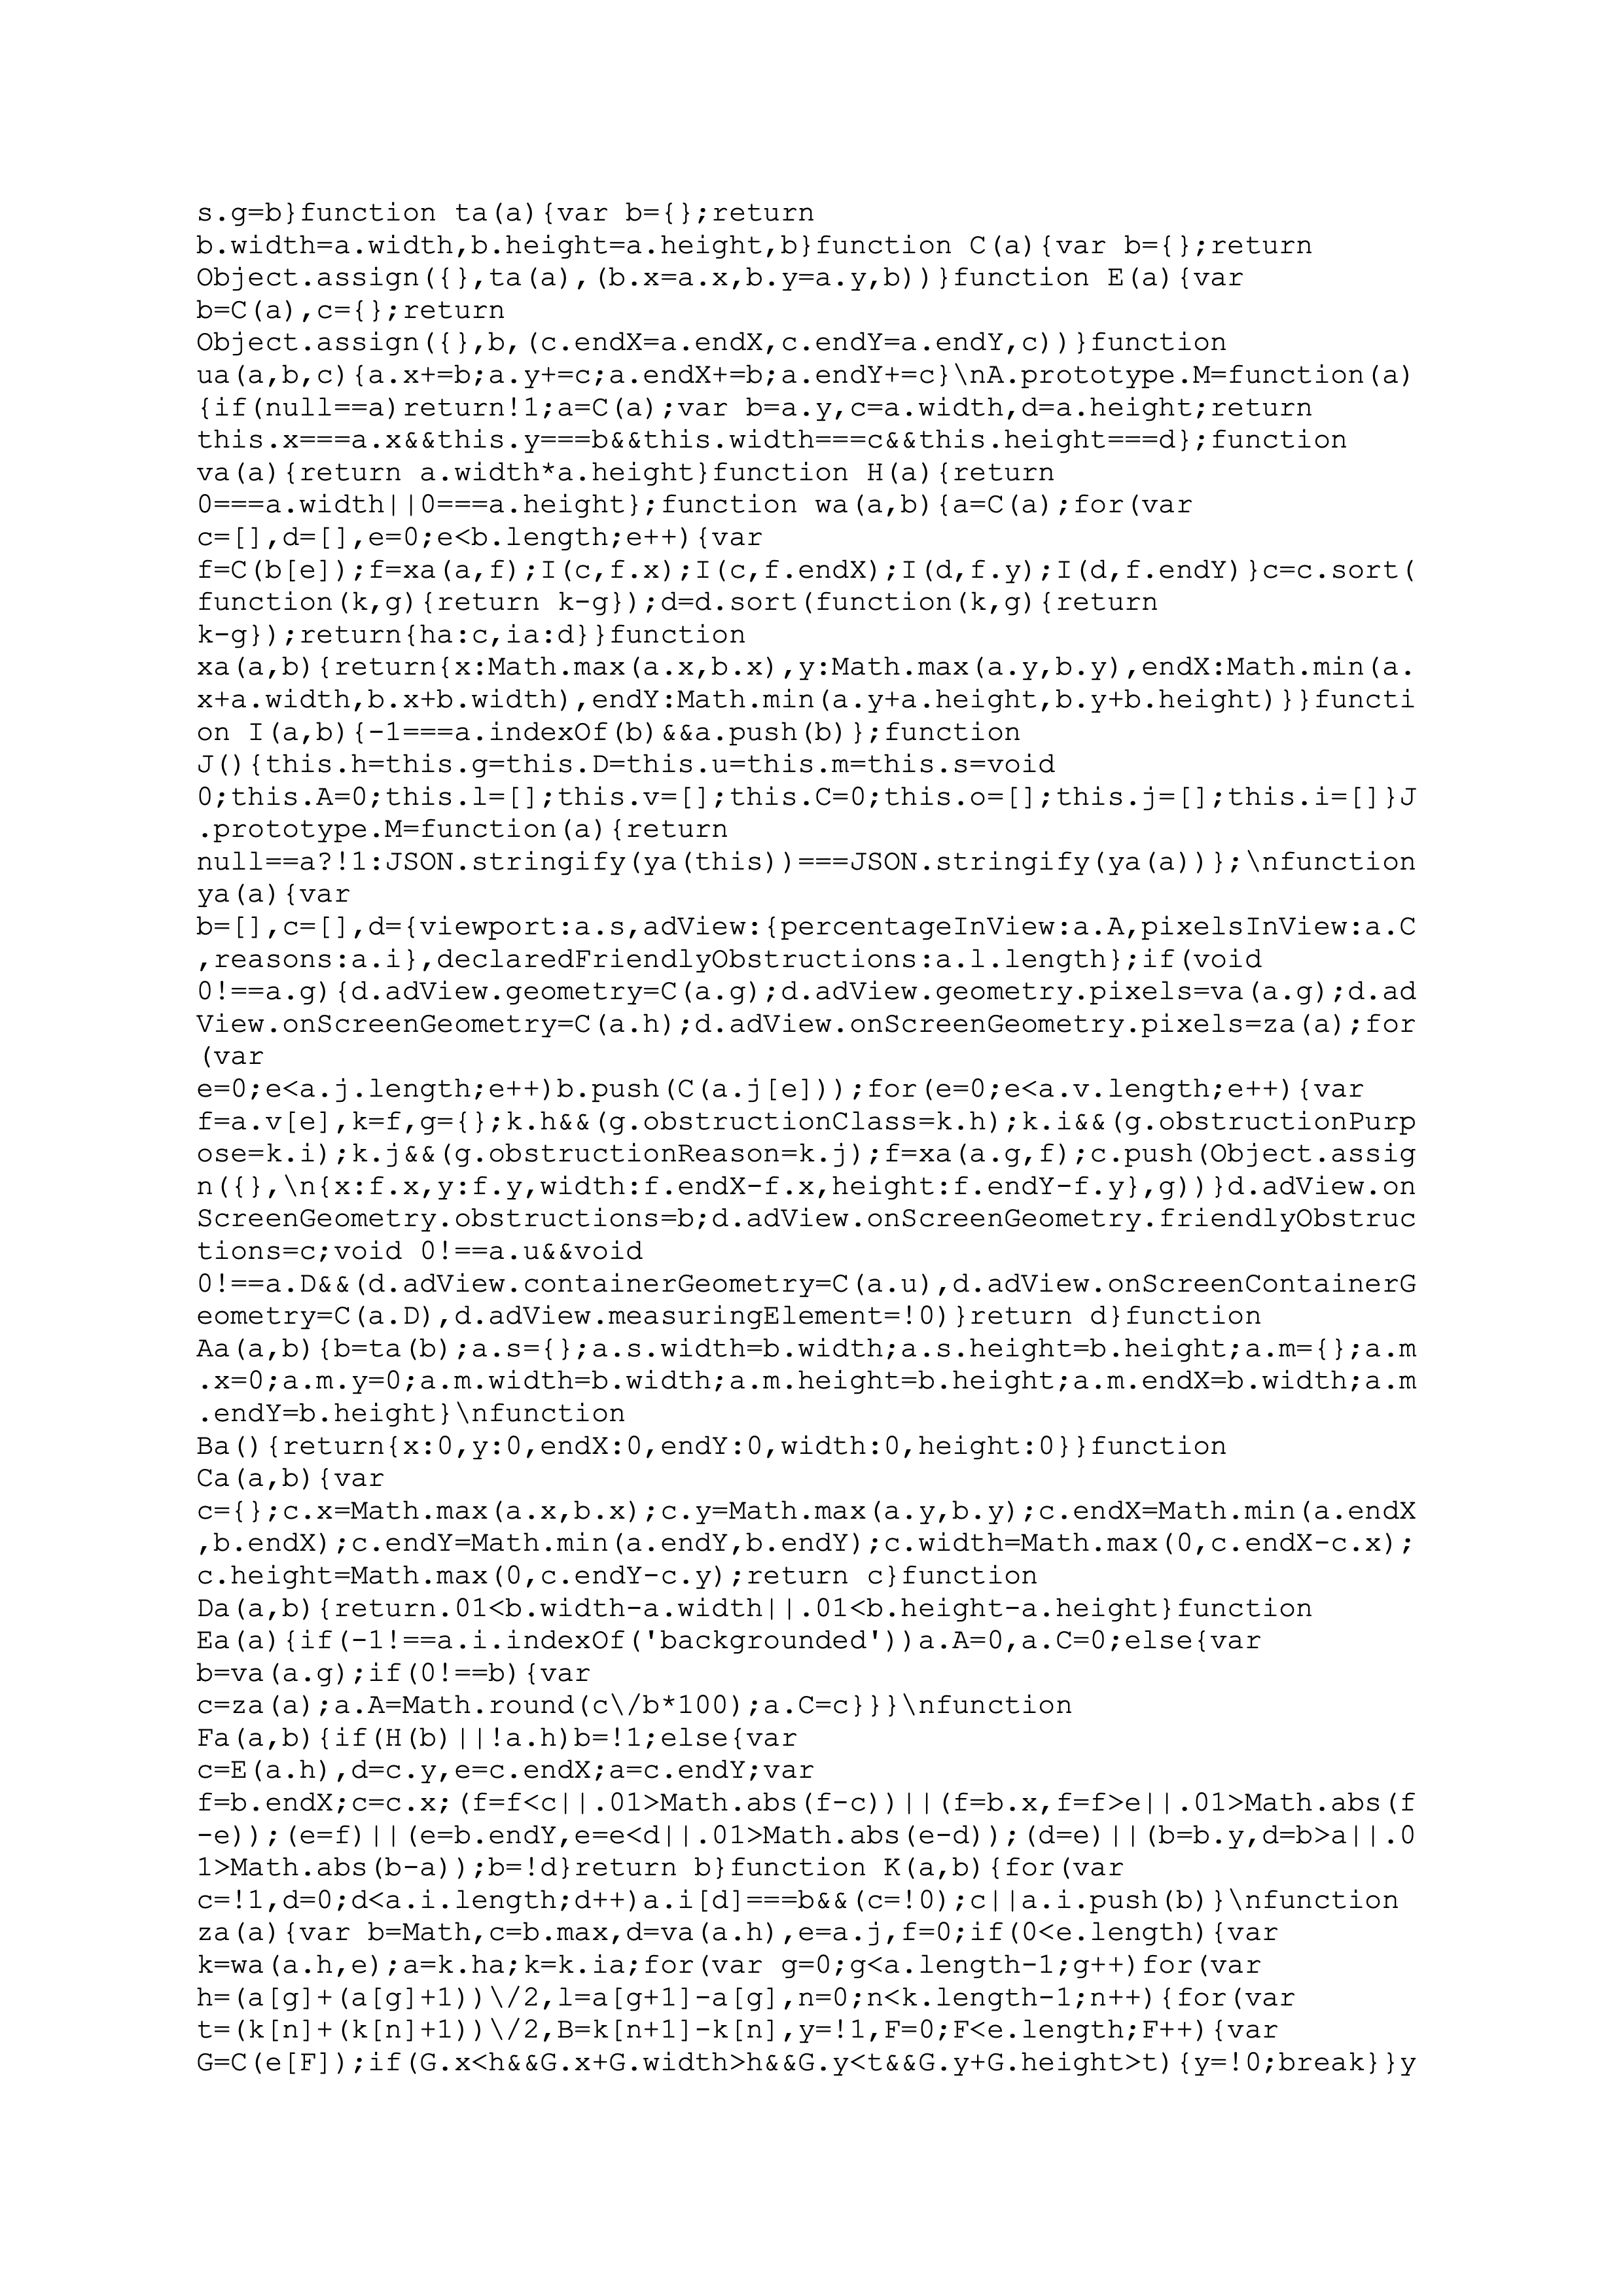 s.g=b}function ta(a){var b={};return
b.width=a.width,b.height=a.height,b}function C(a){var b={};return
Object.assign({},ta(a),(b.x=a.x,b.y=a.y,b))}function E(a){var
b=C(a),c={};return
Object.assign({},b,(c.endX=a.endX,c.endY=a.endY,c))}function
ua(a,b,c){a.x+=b;a.y+=c;a.endX+=b;a.endY+=c}\nA.prototype.M=function(a)
{if(null==a)return!1;a=C(a);var b=a.y,c=a.width,d=a.height;return
this.x===a.x&&this.y===b&&this.width===c&&this.height===d};function
va(a){return a.width*a.height}function H(a){return
0===a.width||0===a.height};function wa(a,b){a=C(a);for(var
c=[],d=[],e=0;e<b.length;e++){var
f=C(b[e]);f=xa(a,f);I(c,f.x);I(c,f.endX);I(d,f.y);I(d,f.endY)}c=c.sort(
function(k,g){return k-g});d=d.sort(function(k,g){return
k-g});return{ha:c,ia:d}}function
xa(a,b){return{x:Math.max(a.x,b.x),y:Math.max(a.y,b.y),endX:Math.min(a.
x+a.width,b.x+b.width),endY:Math.min(a.y+a.height,b.y+b.height)}}functi
on I(a,b){-1===a.indexOf(b)&&a.push(b)};function
J(){this.h=this.g=this.D=this.u=this.m=this.s=void
0;this.A=0;this.l=[];this.v=[];this.C=0;this.o=[];this.j=[];this.i=[]}J
.prototype.M=function(a){return
null==a?!1:JSON.stringify(ya(this))===JSON.stringify(ya(a))};\nfunction
ya(a){var
b=[],c=[],d={viewport:a.s,adView:{percentageInView:a.A,pixelsInView:a.C
,reasons:a.i},declaredFriendlyObstructions:a.l.length};if(void
0!==a.g){d.adView.geometry=C(a.g);d.adView.geometry.pixels=va(a.g);d.ad
View.onScreenGeometry=C(a.h);d.adView.onScreenGeometry.pixels=za(a);for
(var
e=0;e<a.j.length;e++)b.push(C(a.j[e]));for(e=0;e<a.v.length;e++){var
f=a.v[e],k=f,g={};k.h&&(g.obstructionClass=k.h);k.i&&(g.obstructionPurp
ose=k.i);k.j&&(g.obstructionReason=k.j);f=xa(a.g,f);c.push(Object.assig
n({},\n{x:f.x,y:f.y,width:f.endX-f.x,height:f.endY-f.y},g))}d.adView.on
ScreenGeometry.obstructions=b;d.adView.onScreenGeometry.friendlyObstruc
tions=c;void 0!==a.u&&void
0!==a.D&&(d.adView.containerGeometry=C(a.u),d.adView.onScreenContainerG
eometry=C(a.D),d.adView.measuringElement=!0)}return d}function
Aa(a,b){b=ta(b);a.s={};a.s.width=b.width;a.s.height=b.height;a.m={};a.m
.x=0;a.m.y=0;a.m.width=b.width;a.m.height=b.height;a.m.endX=b.width;a.m
.endY=b.height}\nfunction
Ba(){return{x:0,y:0,endX:0,endY:0,width:0,height:0}}function
Ca(a,b){var
c={};c.x=Math.max(a.x,b.x);c.y=Math.max(a.y,b.y);c.endX=Math.min(a.endX
,b.endX);c.endY=Math.min(a.endY,b.endY);c.width=Math.max(0,c.endX-c.x);
c.height=Math.max(0,c.endY-c.y);return c}function
Da(a,b){return.01<b.width-a.width||.01<b.height-a.height}function
Ea(a){if(-1!==a.i.indexOf('backgrounded'))a.A=0,a.C=0;else{var
b=va(a.g);if(0!==b){var
c=za(a);a.A=Math.round(c\/b*100);a.C=c}}}\nfunction
Fa(a,b){if(H(b)||!a.h)b=!1;else{var
c=E(a.h),d=c.y,e=c.endX;a=c.endY;var
f=b.endX;c=c.x;(f=f<c||.01>Math.abs(f-c))||(f=b.x,f=f>e||.01>Math.abs(f
-e));(e=f)||(e=b.endY,e=e<d||.01>Math.abs(e-d));(d=e)||(b=b.y,d=b>a||.0
1>Math.abs(b-a));b=!d}return b}function K(a,b){for(var
c=!1,d=0;d<a.i.length;d++)a.i[d]===b&&(c=!0);c||a.i.push(b)}\nfunction
za(a){var b=Math,c=b.max,d=va(a.h),e=a.j,f=0;if(0<e.length){var
k=wa(a.h,e);a=k.ha;k=k.ia;for(var g=0;g<a.length-1;g++)for(var
h=(a[g]+(a[g]+1))\/2,l=a[g+1]-a[g],n=0;n<k.length-1;n++){for(var
t=(k[n]+(k[n]+1))\/2,B=k[n+1]-k[n],y=!1,F=0;F<e.length;F++){var
G=C(e[F]);if(G.x<h&&G.x+G.width>h&&G.y<t&&G.y+G.height>t){y=!0;break}}y